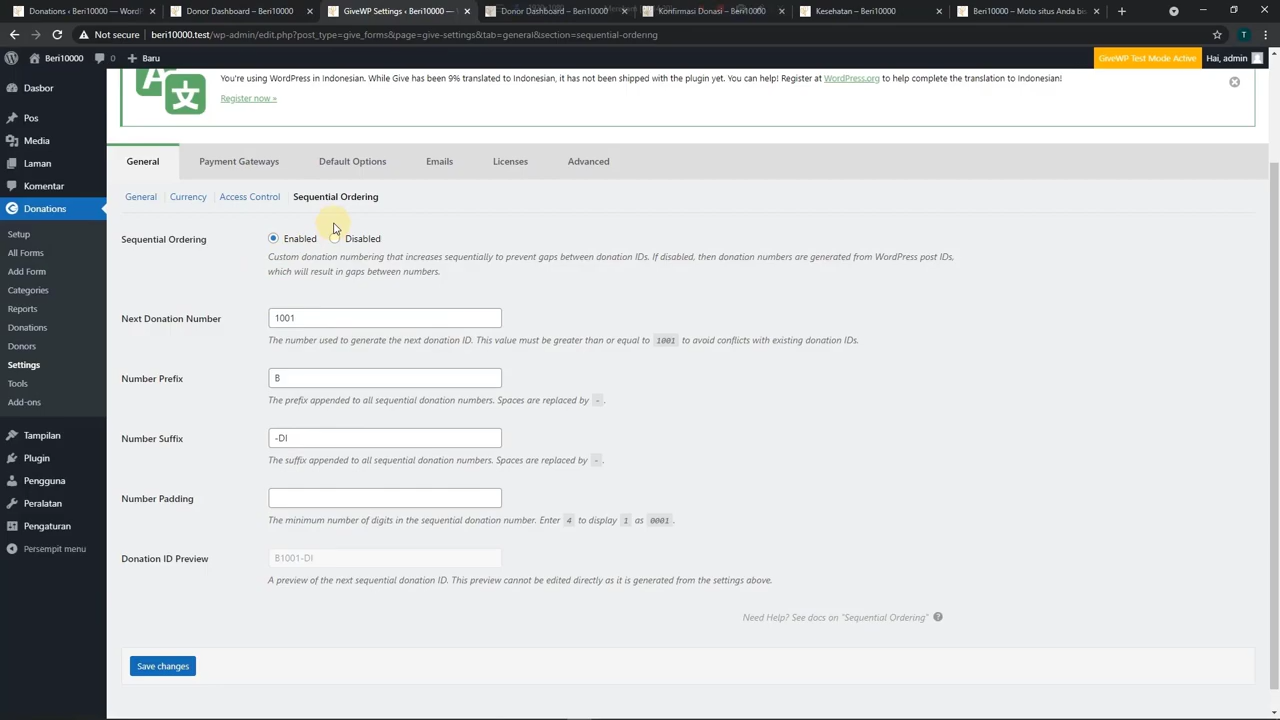 Donations ‹ Beri10000 — WordPr
Donor Dashboard – Beri10000
GiveWP Settings ‹ Beri10000 — W
Donor Dashboard – Beri10000
Konfirmasi Donasi – Beri10000
Kesehatan – Beri10000
Beri10000 – Moto situs Anda bis
Not secure
beri10000.test/wp-admin/edit.php?post_type=give_forms&page=give-settings&tab=general&section=sequential-ordering
T
Beri10000
0
Baru
GiveWP Test Mode Active
Hai, admin
Dasbor
Pos
Media
Laman
Komentar
Donations
Setup
All Forms
Add Form
Categories
Reports
Donations
Donors
Settings
Tools
Add-ons
Tampilan
Plugin
Pengguna
Peralatan
Pengaturan
Persempit menu
A
文
You're using WordPress in Indonesian. While Give has been 9% translated to Indonesian, it has not been shipped with the plugin yet. You can help! Register at WordPress.org to help complete the translation to Indonesian!
Register now »
General
Payment Gateways
Default Options
Emails
Licenses
Advanced
General
Currency
Access Control
Sequential Ordering
Sequential Ordering
Enabled
Disabled
Custom donation numbering that increases sequentially to prevent gaps between donation IDs. If disabled, then donation numbers are generated from WordPress post IDs,
which will result in gaps between numbers.
Next Donation Number
1001
The number used to generate the next donation ID. This value must be greater than or equal to 1001 to avoid conflicts with existing donation IDs.
Number Prefix
B
The prefix appended to all sequential donation numbers. Spaces are replaced by - .
Number Suffix
-DI
The suffix appended to all sequential donation numbers. Spaces are replaced by - .
Number Padding
The minimum number of digits in the sequential donation number. Enter 4 to display 1 as 0001 .
Donation ID Preview
B1001-DI
A preview of the next sequential donation ID. This preview cannot be edited directly as it is generated from the settings above.
Need Help? See docs on "Sequential Ordering"
Save changes